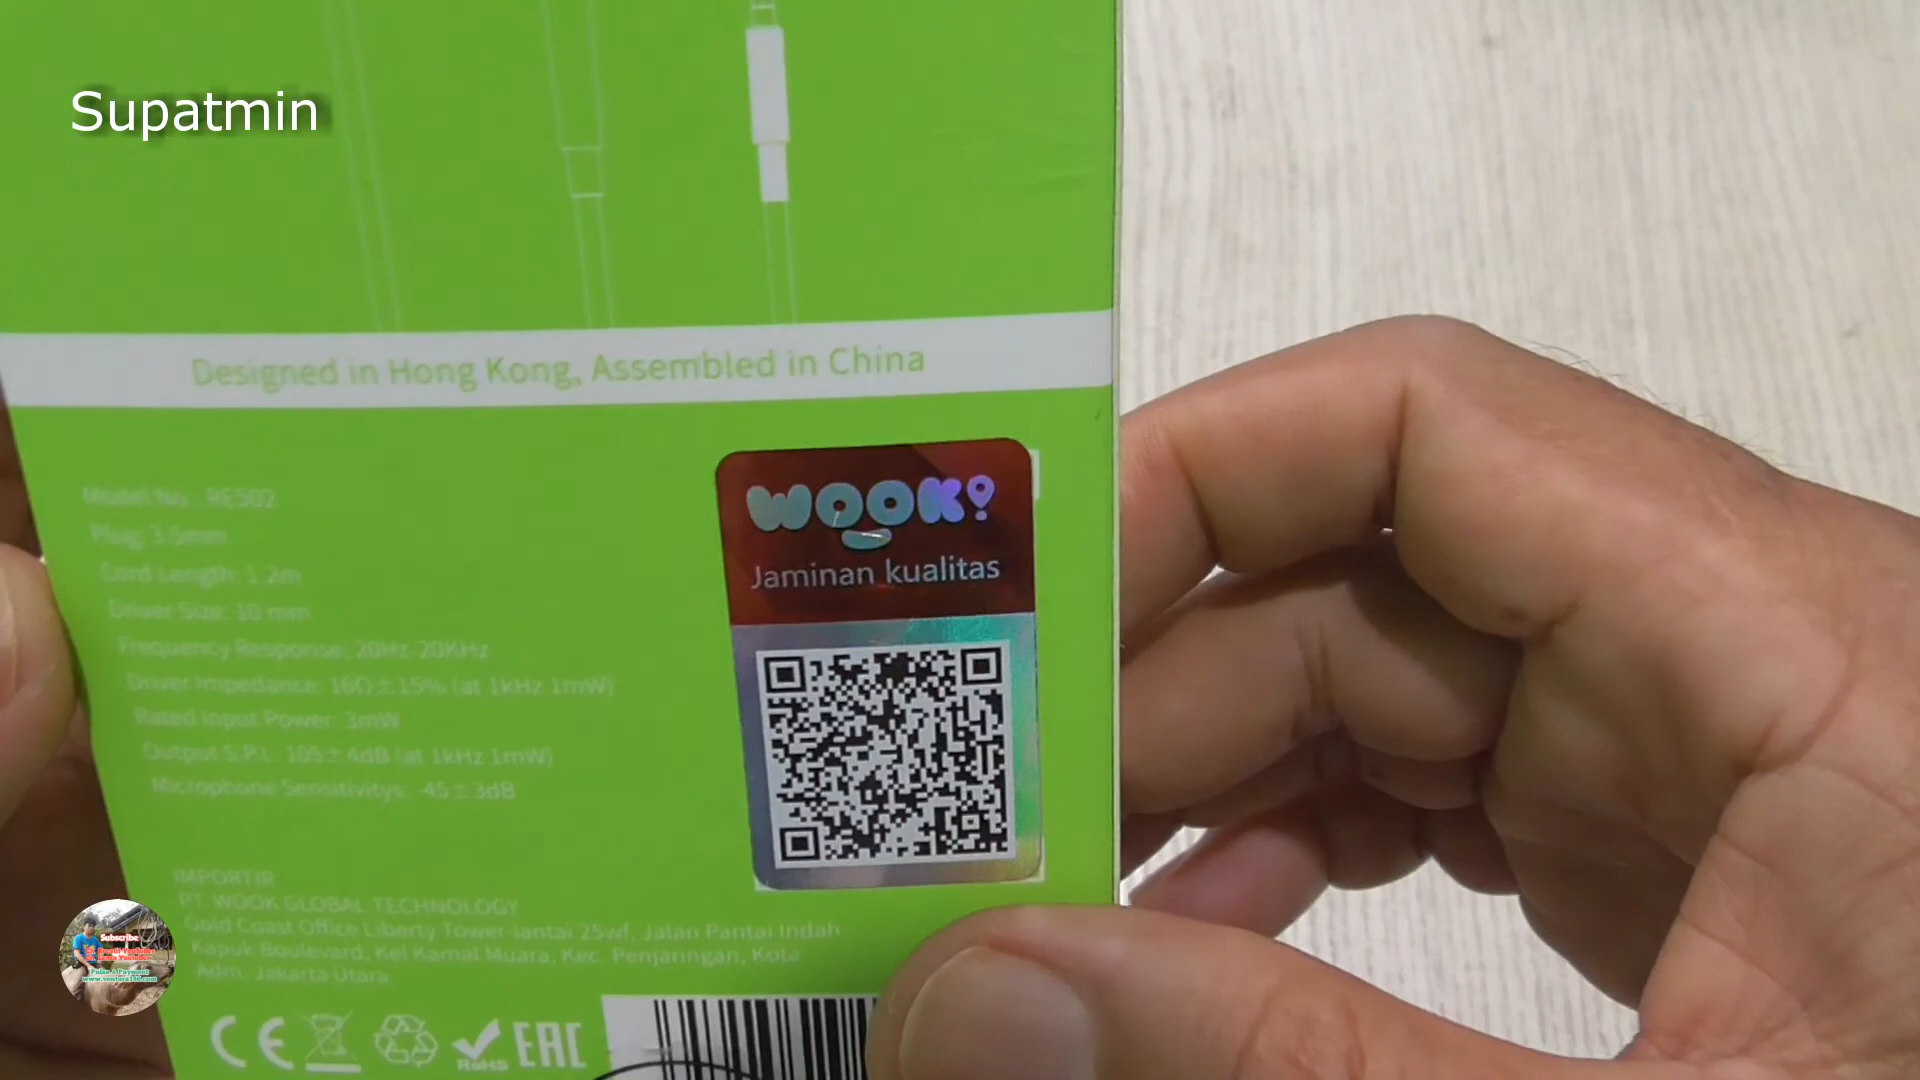 Supatmin
Designed in Hong Kong, Assembled in China
WOOK!
Jaminan kualitas
Model No.: RE502
Plug: 3.5mm
Cord Length: 1.2m
Driver Size: 10 mm
Frequency Response: 20Hz-20KHz
Driver Impedance: 16Ω±15% (at 1kHz 1mW)
Rated Input Power: 3mW
Output S.P.L: 105±4dB (at 1kHz 1mW)
Microphone Sensitivitys: -45±3dB
IMPORTIR
PT. WOOK GLOBAL TECHNOLOGY
Gold Coast Office Liberty Tower lantai 25wf, Jalan Pantai Indah
Kapuk Boulevard, Kel Kamal Muara, Kec. Penjaringan, Kota
Adm. Jakarta Utara
CE RoHS EAC
Subscribe
Pulsa & Payment